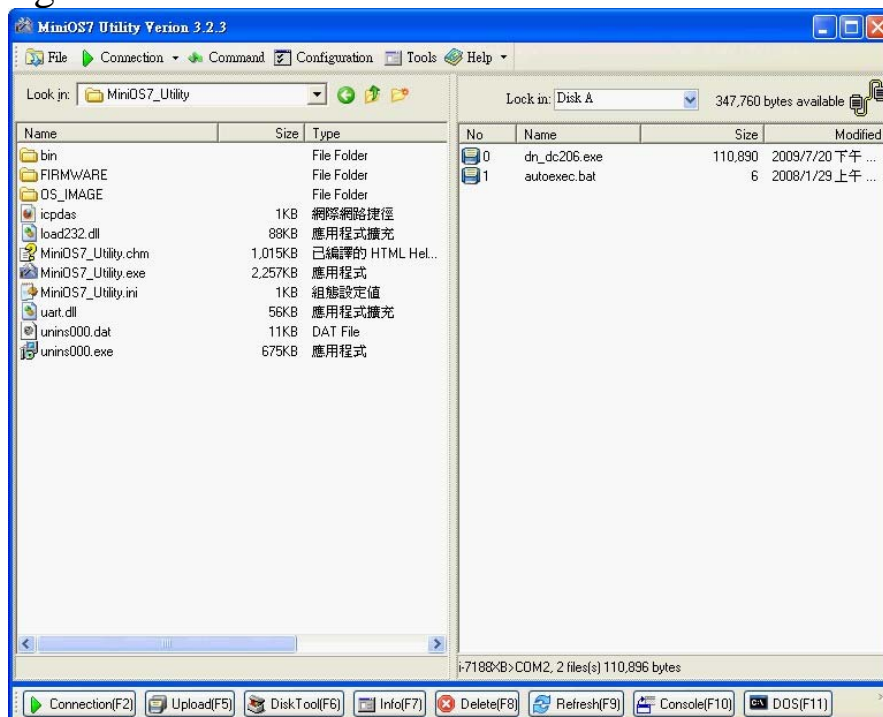 MiniOS7 Utility Verion 3.2.3
File Connection Command Configuration Tools Help
Look in: MiniOS7_Utility
Lock in: Disk A 347,760 bytes available
Name Size Type
No Name Size Modified
bin File Folder
FIRMWARE File Folder
OS_IMAGE File Folder
icpdas 1KB 網際網路捷徑
load232.dll 88KB 應用程式擴充
MiniOS7_Utility.chm 1,015KB 已編譯的 HTML Hel...
MiniOS7_Utility.exe 2,257KB 應用程式
MiniOS7_Utility.ini 1KB 組態設定值
uart.dll 56KB 應用程式擴充
unins000.dat 11KB DAT File
unins000.exe 675KB 應用程式
0 dn_dc206.exe 110,890 2009/7/20 下午 ...
1 autoexec.bat 6 2008/1/29 上午 ...
i-7188XB>COM2, 2 files(s) 110,896 bytes
Connection(F2) Upload(F5) DiskTool(F6) Info(F7) Delete(F8) Refresh(F9) Console(F10) DOS(F11)